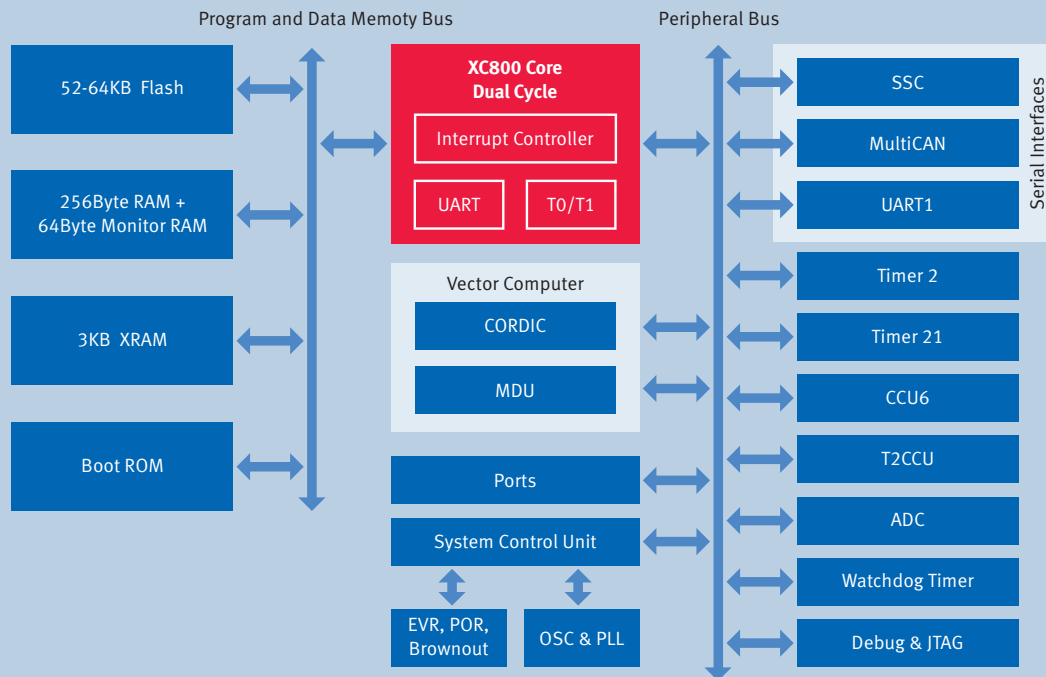 Program and Data Memoty Bus
Peripheral Bus
52-64KB Flash
256Byte RAM +
64Byte Monitor RAM
3KB XRAM
Boot ROM
XC800 Core
Dual Cycle
Interrupt Controller
UART
T0/T1
Vector Computer
CORDIC
MDU
Ports
System Control Unit
EVR, POR,
Brownout
OSC & PLL
Serial Interfaces
SSC
MultiCAN
UART1
Timer 2
Timer 21
CCU6
T2CCU
ADC
Watchdog Timer
Debug & JTAG